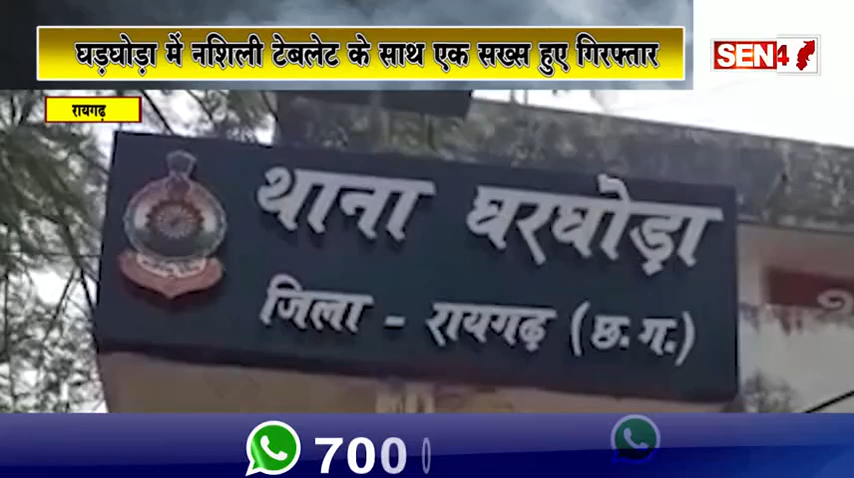 घड़घोड़ा में नशिली टेबलेट के साथ एक सख्स हुए गिरफ्तार
SEN4
रायगढ़
थाना घरघोड़ा
जिला - रायगढ़ (छ.ग.)
700